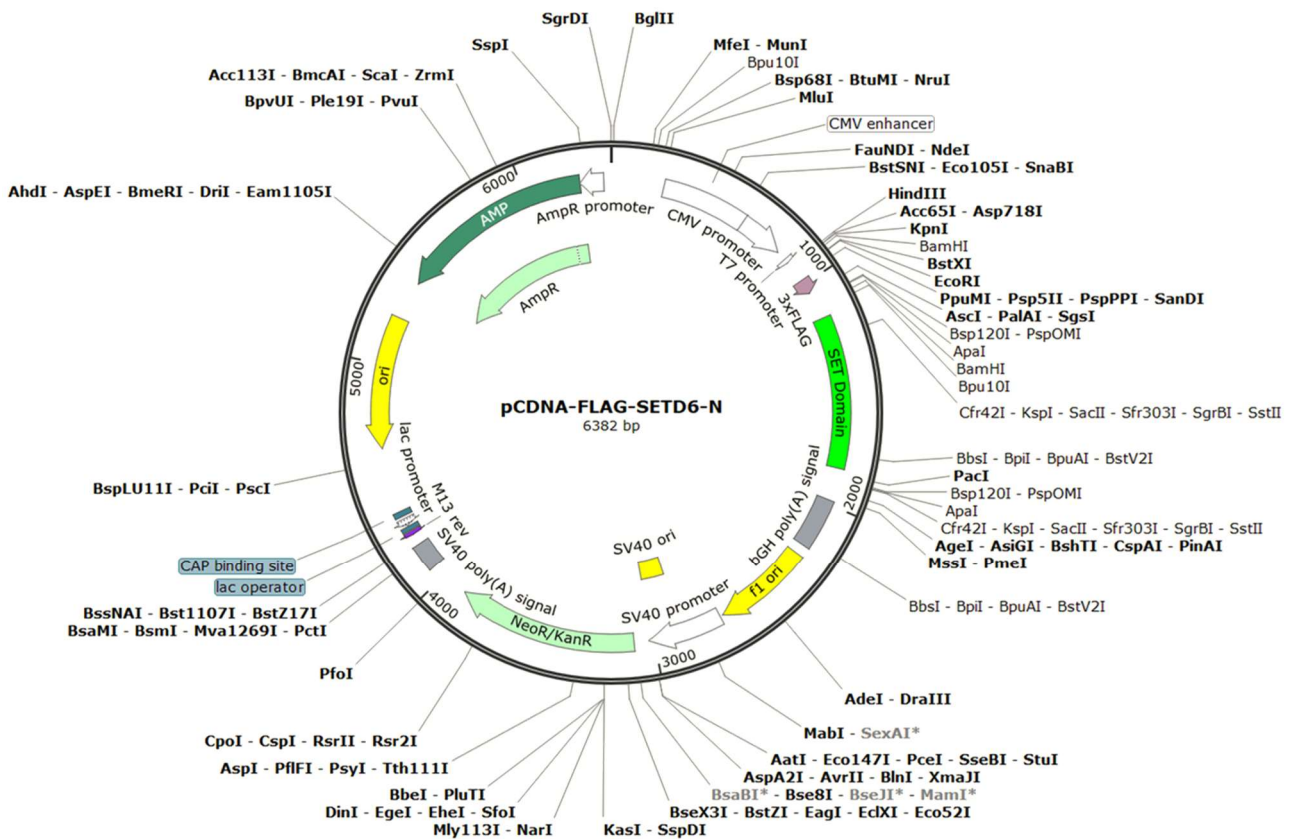 SgrDI
BglII
SspI
MfeI - MunI
Bpu10I
Acc113I - BmcAI - ScaI - ZrmI
Bsp68I - BtuMI - NruI
BpvUI - Ple19I - PvuI
MluI
CMV enhancer
FauNDI - NdeI
BstSNI - Eco105I - SnaBI
AhdI - AspEI - BmeRI - DriI - Eam1105I
HindIII
Acc65I - Asp718I
KpnI
BamHI
BstXI
EcoRI
PpuMI - Psp5II - PspPPI - SanDI
AscI - PalAI - SgsI
Bsp120I - PspOMI
ApaI
BamHI
Bpu10I
Cfr42I - KspI - SacII - Sfr303I - SgrBI - SstII
6000
AMP
AmpR promoter
CMV promoter
T7 promoter
1000
3xFLAG
AmpR
SET Domain
ori
5000
pCDNA-FLAG-SETD6-N
6382 bp
BbsI - BpiI - BpuAI - BstV2I
PacI
Bsp120I - PspOMI
ApaI
Cfr42I - KspI - SacII - Sfr303I - SgrBI - SstII
AgeI - AsiGI - BshTI - CspAI - PinAI
MssI - PmeI
2000
bGH poly(A) signal
f1 ori
BbsI - BpiI - BpuAI - BstV2I
BspLU11I - PciI - PscI
lac promoter
M13 rev
SV40 poly(A) signal
SV40 ori
SV40 promoter
CAP binding site
lac operator
BssNAI - Bst1107I - BstZ17I
BsaMI - BsmI - Mva1269I - PctI
4000
NeoR/KanR
3000
PfoI
AdeI - DraIII
MabI - SexAI*
CpoI - CspI - RsrII - Rsr2I
AatI - Eco147I - PceI - SseBI - StuI
AspI - PflFI - PsyI - Tth111I
AspA2I - AvrII - BlnI - XmaJI
BbeI - PluTI
BsaBI* - Bse8I - BseJI* - MamI*
DinI - EgeI - EheI - SfoI
BseX3I - BstZI - EagI - EclXI - Eco52I
Mly113I - NarI
KasI - SspDI